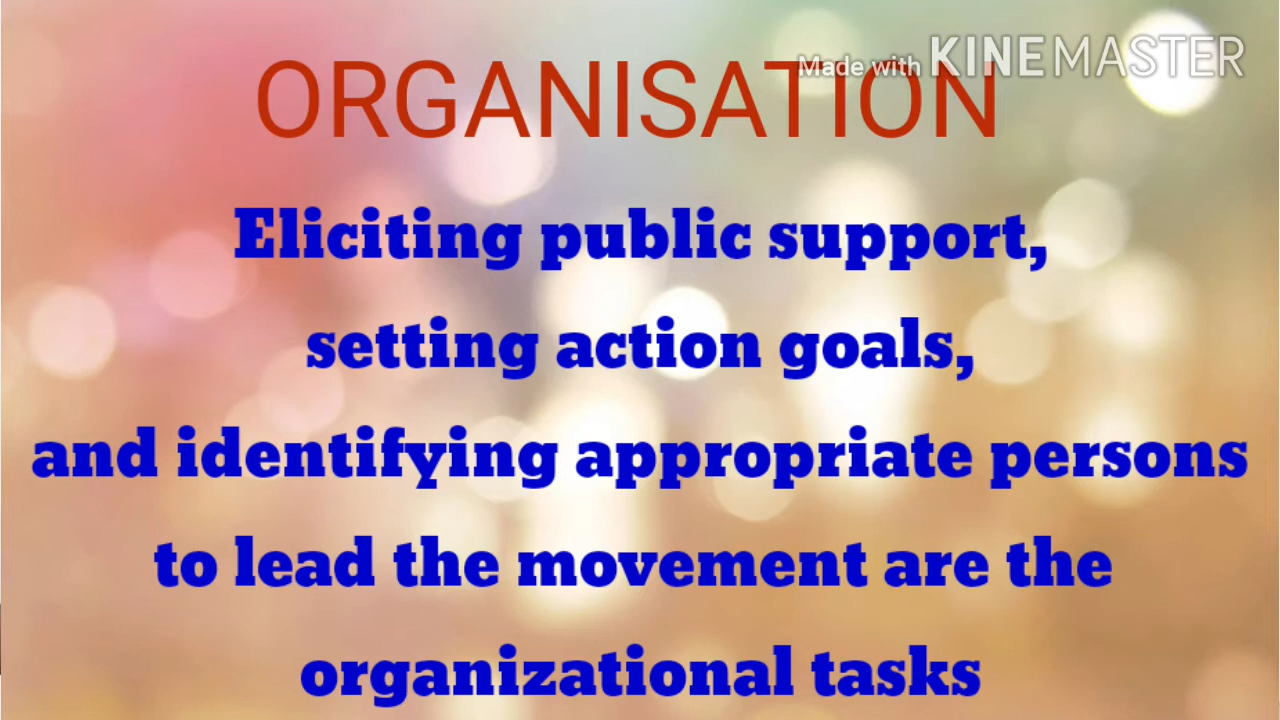 Made with KINEMASTER
ORGANISATION
Eliciting public support,
setting action goals,
and identifying appropriate persons
to lead the movement are the
organizational tasks